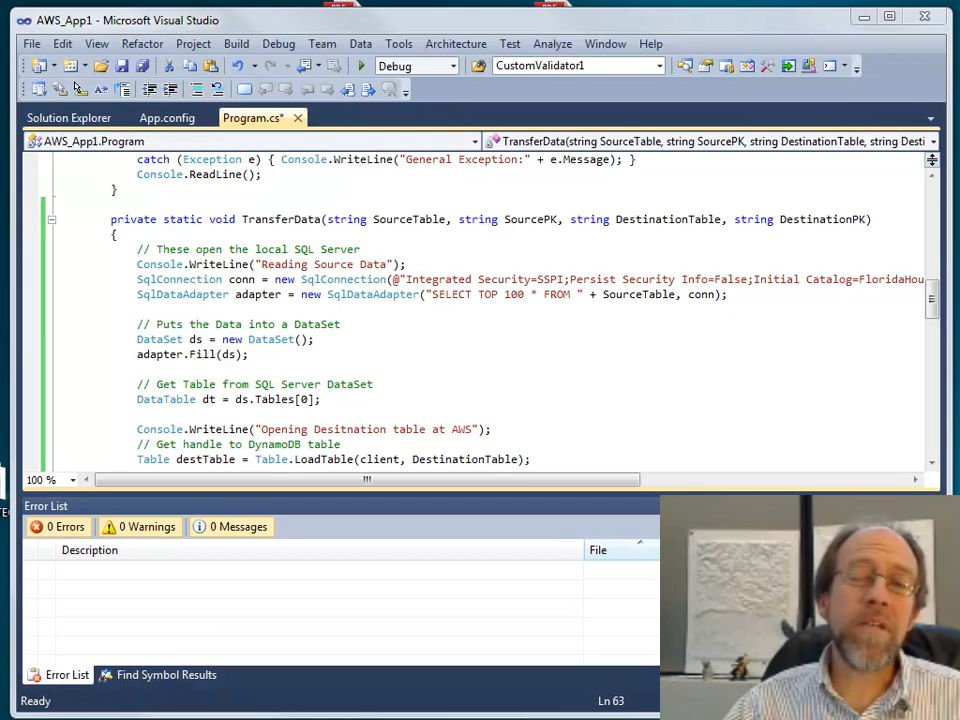 AWS_App1 - Microsoft Visual Studio
File Edit View Refactor Project Build Debug Team Data Tools Architecture Test Analyze Window Help
Debug CustomValidator1
Solution Explorer App.config Program.cs*
AWS_App1.Program TransferData(string SourceTable, string SourcePK, string DestinationTable, string Desti
catch (Exception e) { Console.WriteLine("General Exception:" + e.Message); }
Console.ReadLine();
}
private static void TransferData(string SourceTable, string SourcePK, string DestinationTable, string DestinationPK)
{
// These open the local SQL Server
Console.WriteLine("Reading Source Data");
SqlConnection conn = new SqlConnection(@"Integrated Security=SSPI;Persist Security Info=False;Initial Catalog=FloridaHou
SqlDataAdapter adapter = new SqlDataAdapter("SELECT TOP 100 * FROM " + SourceTable, conn);
// Puts the Data into a DataSet
DataSet ds = new DataSet();
adapter.Fill(ds);
// Get Table from SQL Server DataSet
DataTable dt = ds.Tables[0];
Console.WriteLine("Opening Desitnation table at AWS");
// Get handle to DynamoDB table
Table destTable = Table.LoadTable(client, DestinationTable);
100 %
Error List
0 Errors 0 Warnings 0 Messages
Description File
Error List Find Symbol Results
Ready Ln 63